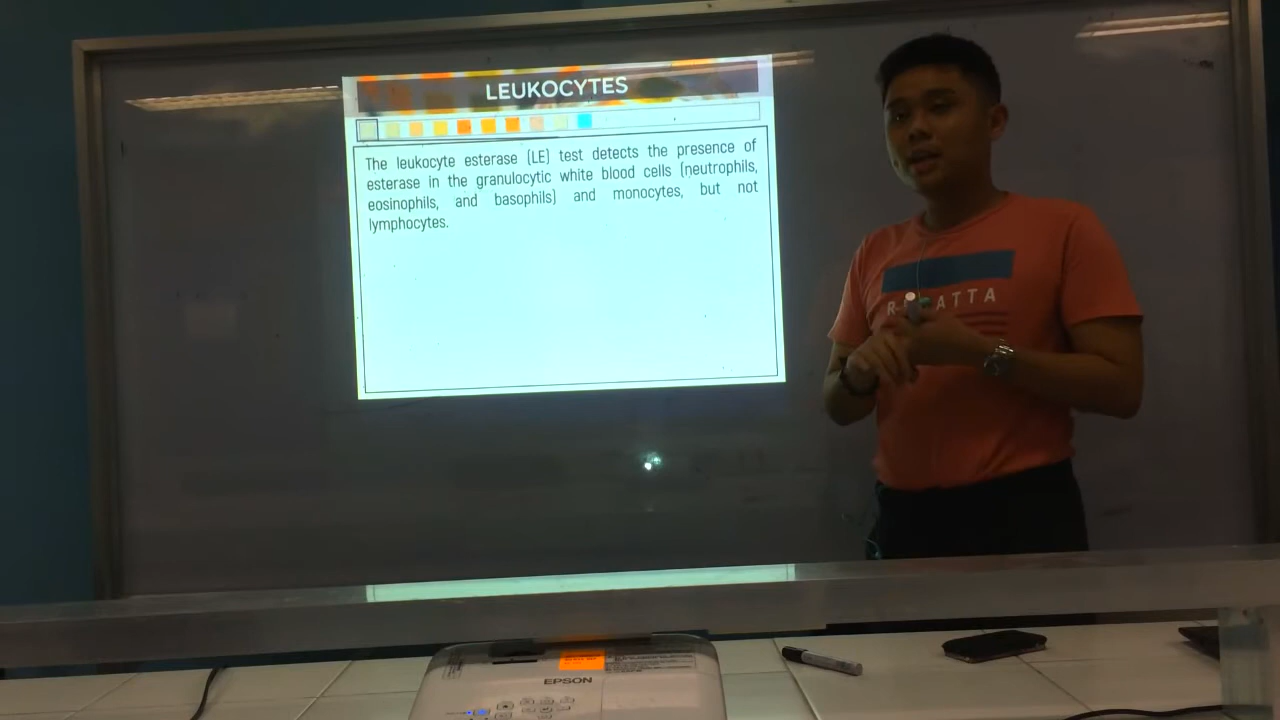 LEUKOCYTES
The leukocyte esterase (LE) test detects the presence of
esterase in the granulocytic white blood cells (neutrophils,
eosinophils, and basophils) and monocytes, but not
lymphocytes.
ATTA
EPSON